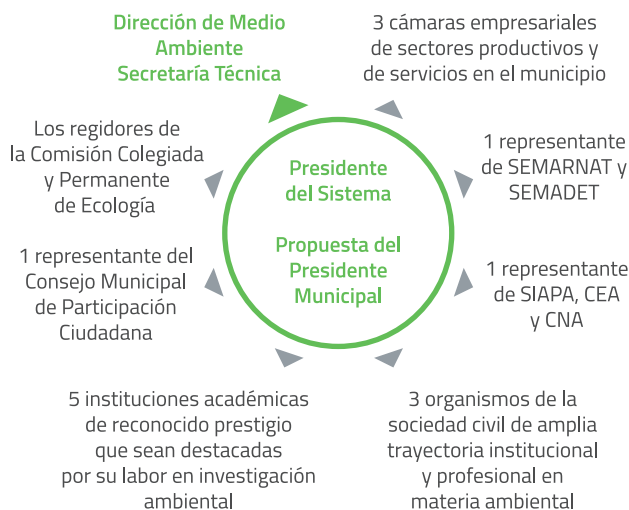 Dirección de Medio
Ambiente
Secretaría Técnica
3 cámaras empresariales
de sectores productivos y
de servicios en el municipio
Los regidores de
la Comisión Colegiada
y Permanente
de Ecología
Presidente
del Sistema
Propuesta del
Presidente
Municipal
1 representante
de SEMARNAT y
SEMADET
1 representante del
Consejo Municipal
de Participación
Ciudadana
1 representante
de SIAPA, CEA
y CNA
5 instituciones académicas
de reconocido prestigio
que sean destacadas
por su labor en investigación
ambiental
3 organismos de la
sociedad civil de amplia
trayectoria institucional
y profesional en
materia ambiental